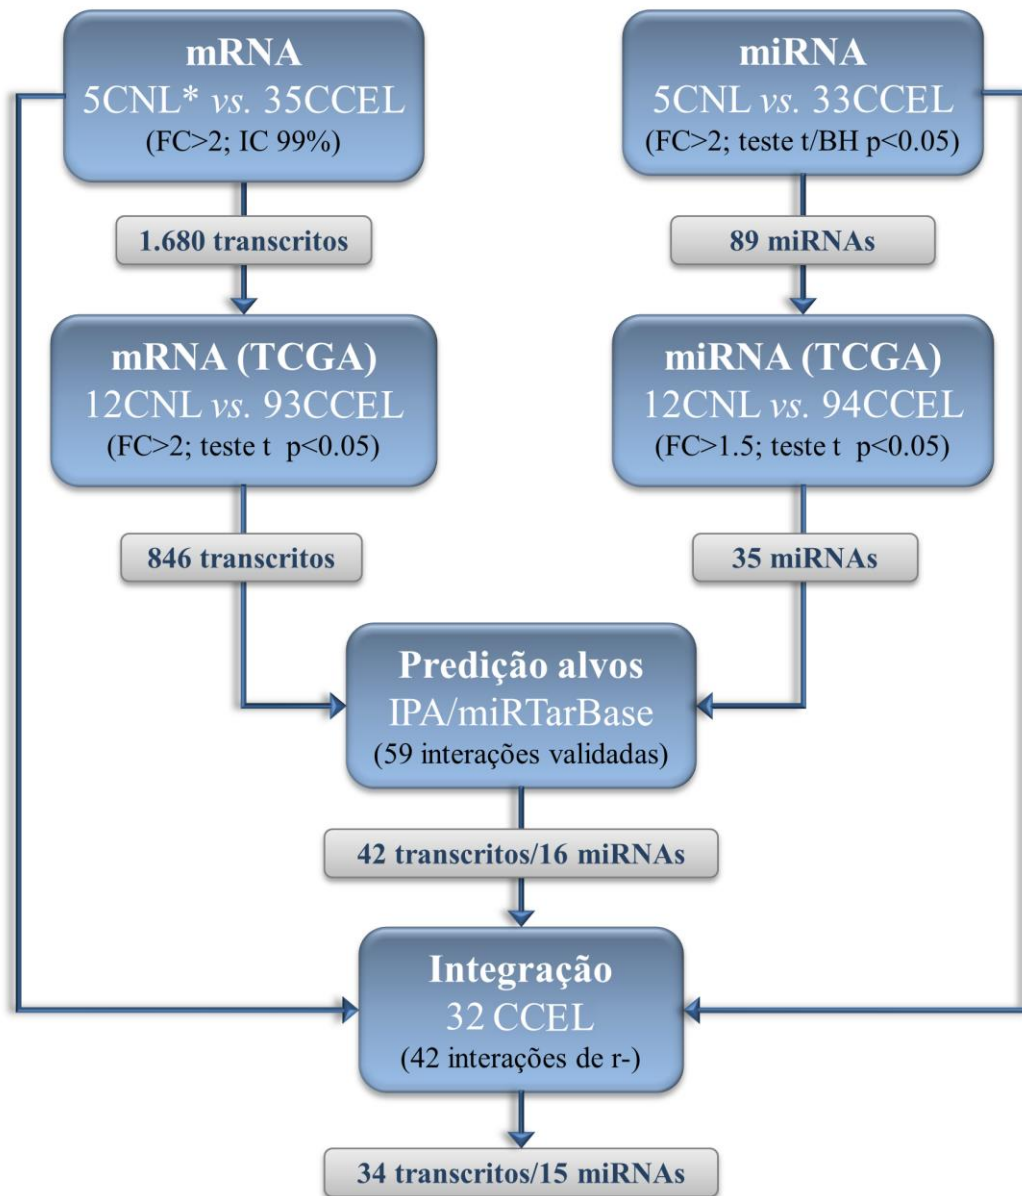 mRNA
5CNL* vs. 35CCEL
(FC>2; IC 99%)
miRNA
5CNL vs. 33CCEL
(FC>2; teste t/BH p<0.05)
1.680 transcritos
89 miRNAs
mRNA (TCGA)
12CNL vs. 93CCEL
(FC>2; teste t p<0.05)
miRNA (TCGA)
12CNL vs. 94CCEL
(FC>1.5; teste t p<0.05)
846 transcritos
35 miRNAs
Predição alvos
IPA/miRTarBase
(59 interações validadas)
42 transcritos/16 miRNAs
Integração
32 CCEL
(42 interações de r-)
34 transcritos/15 miRNAs